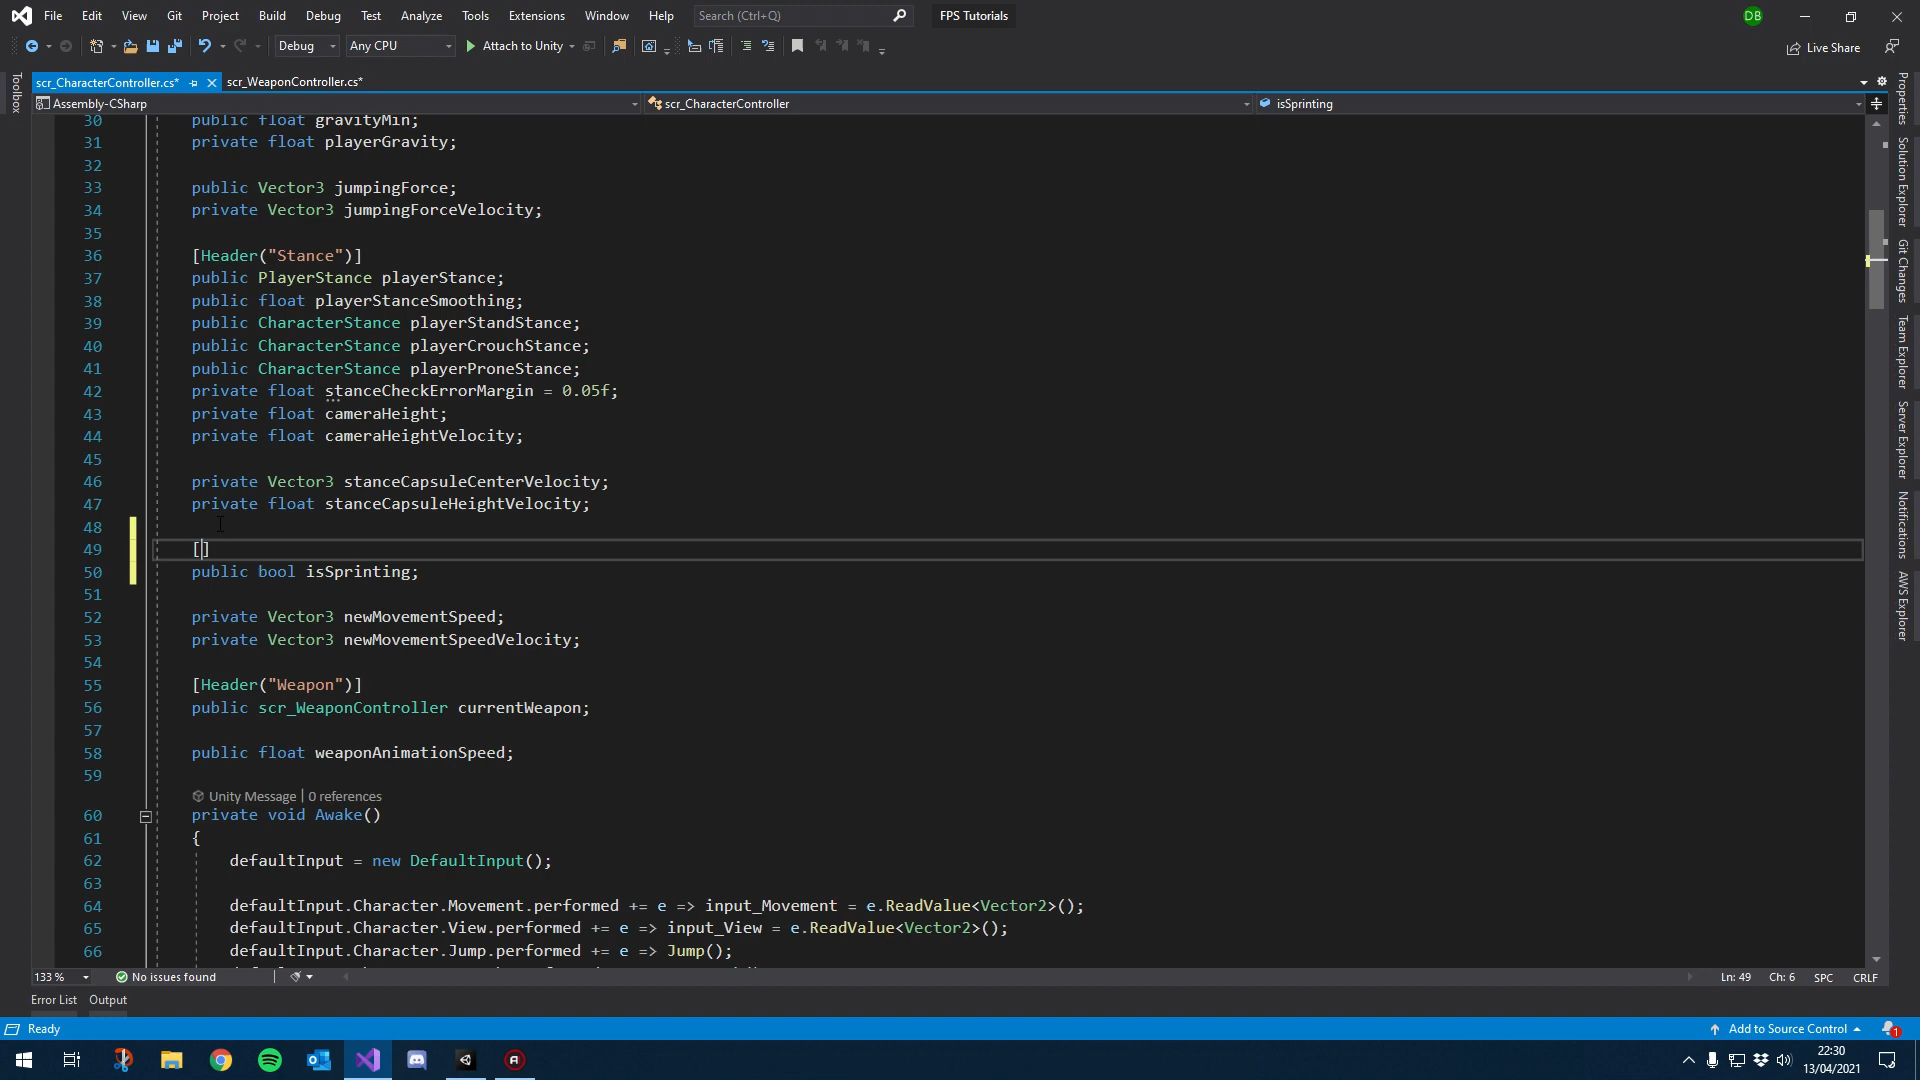 File Edit View Git Project Build Debug Test Analyze Tools Extensions Window Help Search (Ctrl+Q) FPS Tutorials DB
Debug Any CPU Attach to Unity Live Share
Toolbox
scr_CharacterController.cs* scr_WeaponController.cs*
Assembly-CSharp scr_CharacterController isSprinting
30 public float gravityMin;
31 private float playerGravity;
32
33 public Vector3 jumpingForce;
34 private Vector3 jumpingForceVelocity;
35
36 [Header("Stance")]
37 public PlayerStance playerStance;
38 public float playerStanceSmoothing;
39 public CharacterStance playerStandStance;
40 public CharacterStance playerCrouchStance;
41 public CharacterStance playerProneStance;
42 private float stanceCheckErrorMargin = 0.05f;
43 private float cameraHeight;
44 private float cameraHeightVelocity;
45
46 private Vector3 stanceCapsuleCenterVelocity;
47 private float stanceCapsuleHeightVelocity;
48
49 []
50 public bool isSprinting;
51
52 private Vector3 newMovementSpeed;
53 private Vector3 newMovementSpeedVelocity;
54
55 [Header("Weapon")]
56 public scr_WeaponController currentWeapon;
57
58 public float weaponAnimationSpeed;
59
Unity Message | 0 references
60 private void Awake()
61 {
62 defaultInput = new DefaultInput();
63
64 defaultInput.Character.Movement.performed += e => input_Movement = e.ReadValue<Vector2>();
65 defaultInput.Character.View.performed += e => input_View = e.ReadValue<Vector2>();
66 defaultInput.Character.Jump.performed += e => Jump();
Properties
Solution Explorer
Git Changes
Team Explorer
Server Explorer
Notifications
AWS Explorer
133 % No issues found Ln: 49 Ch: 6 SPC CRLF
Error List Output
Ready Add to Source Control 1
22:30
13/04/2021